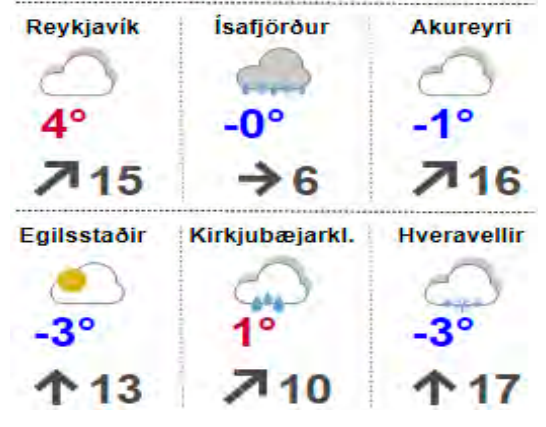 Reykjavík Ísafjörður Akureyri
4° -0° -1°
15 6 16
Egilsstaðir Kirkjubæjarkl. Hveravellir
-3° 1° -3°
13 10 17